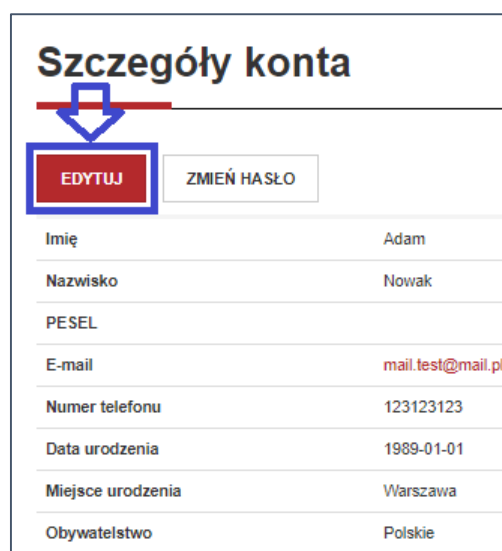 Szczegóły konta
EDYTUJ ZMIEŃ HASŁO
Imię Adam
Nazwisko Nowak
PESEL
E-mail mail.test@mail.pl
Numer telefonu 123123123
Data urodzenia 1989-01-01
Miejsce urodzenia Warszawa
Obywatelstwo Polskie